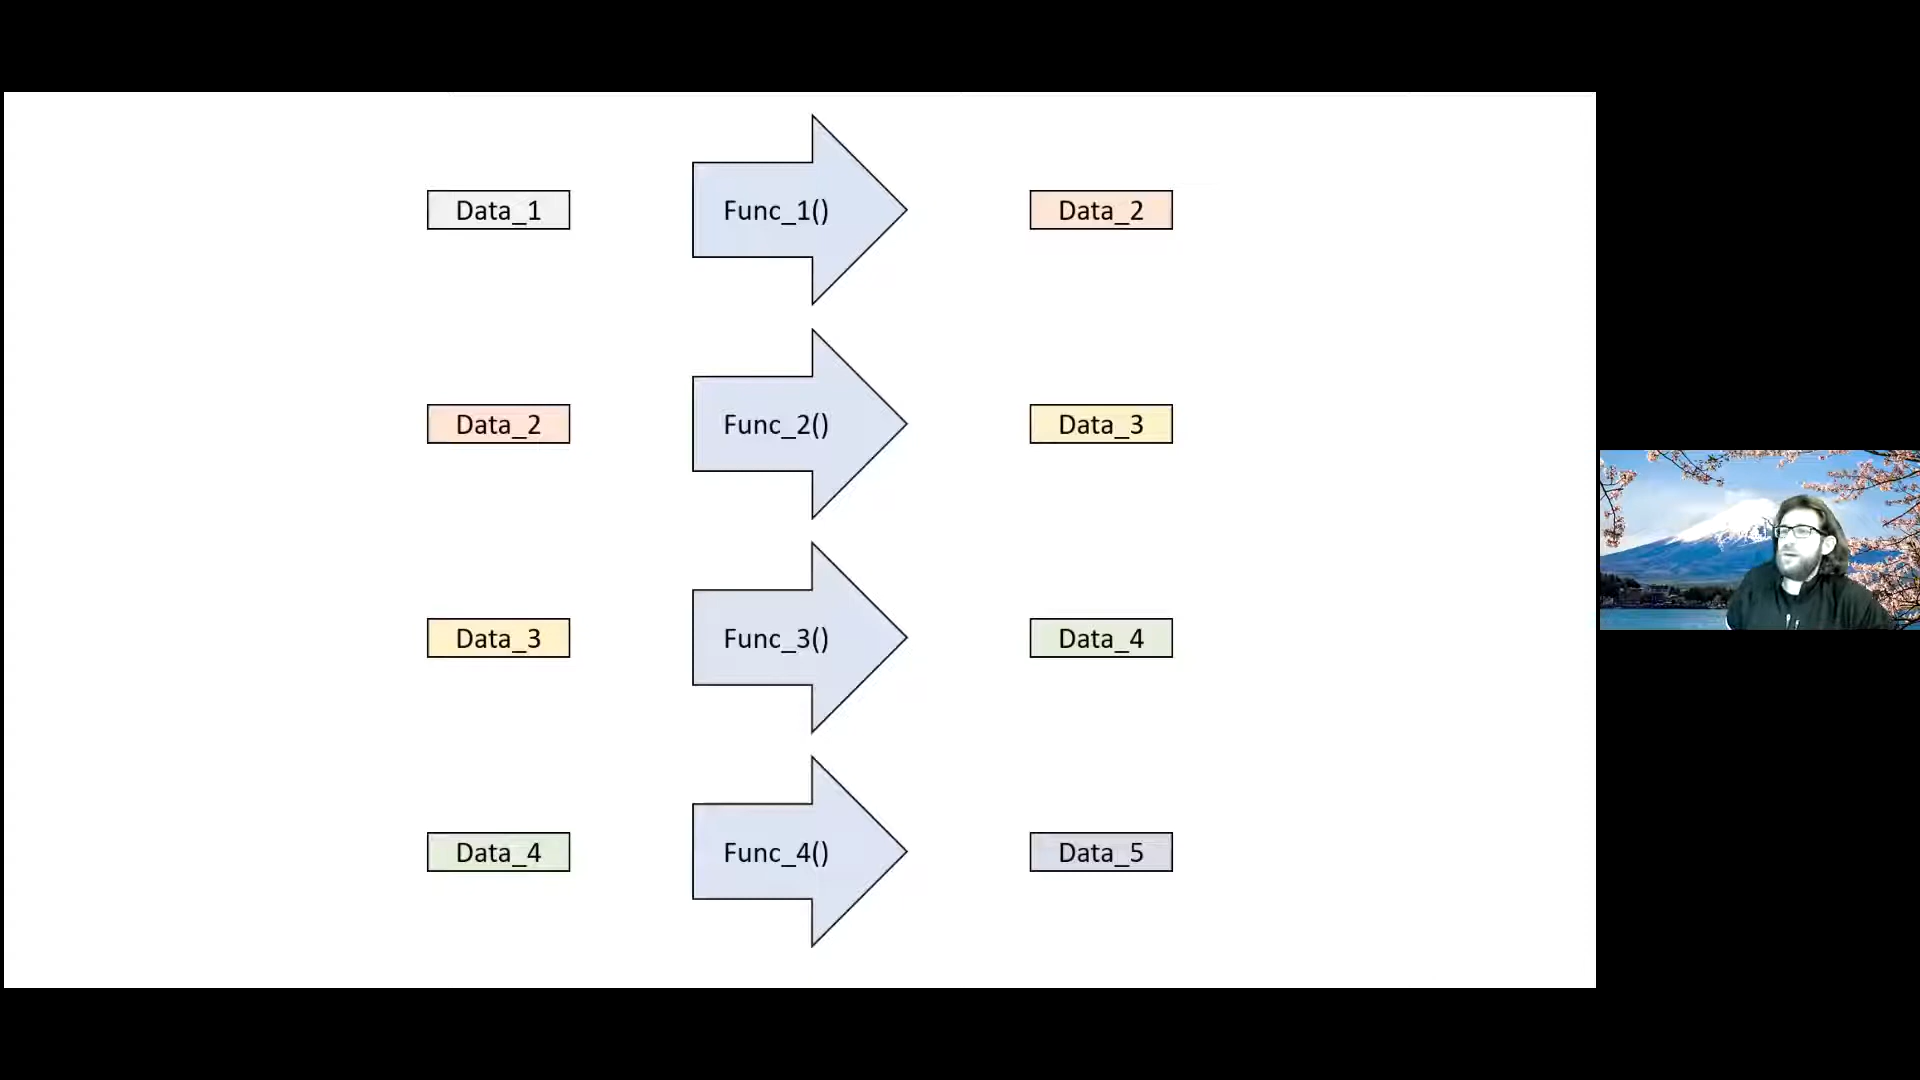 Data_1 Func_1() Data_2
Data_2 Func_2() Data_3
Data_3 Func_3() Data_4
Data_4 Func_4() Data_5